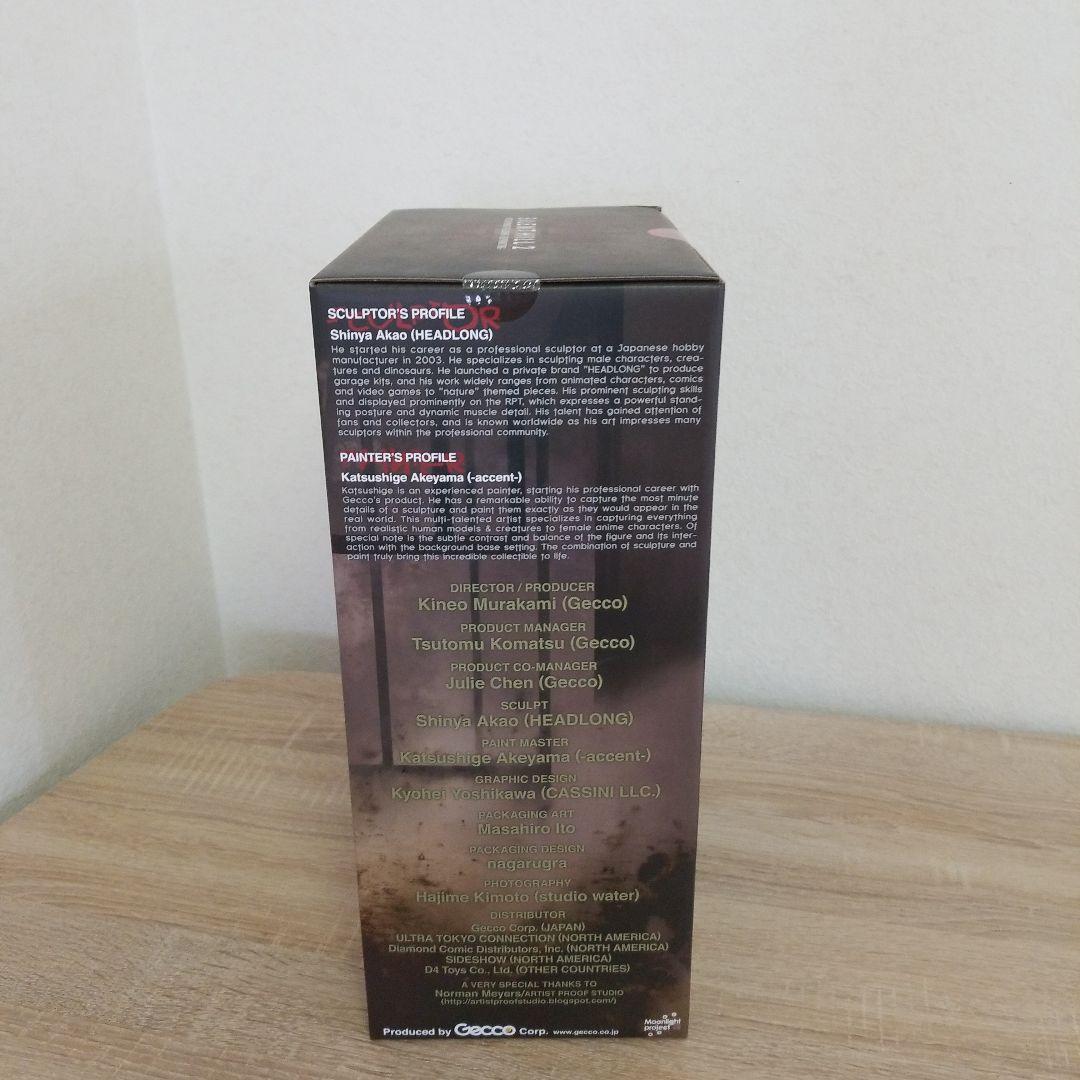 SILENT HILL 2
SCULPTOR
SCULPTOR'S PROFILE
Shinya Akao (HEADLONG)
He started his career as a professional sculptor at a Japanese hobby
manufacturer in 2003. He specializes in sculpting male characters, crea-
tures and dinosaurs. He launched a private brand "HEADLONG" to produce
garage kits, and his work widely ranges from animated characters, comics
and video games to "nature" themed pieces. His prominent sculpting skills
and displayed prominently on the RPT, which expresses a powerful stand-
ing posture and dynamic muscle detail. His talent has gained attention of
fans and collectors, and is known worldwide as his art impresses many
sculptors within the professional community.
PAINTER'S PROFILE
Katsushige Akeyama (-accent-)
Katsushige is an experienced painter, starting his professional career with
Gecco's product. He has a remarkable ability to capture the most minute
details of a sculpture and paint them exactly as they would appear in the
real world. This multi-talented artist specializes in capturing everything
from realistic human models & creatures to female anime characters. Of
special note is the subtle contrast and balance of the figure and its inter-
action with the background base setting. The combination of sculpture and
paint truly bring this incredible collectible to life.
DIRECTOR / PRODUCER
Kineo Murakami (Gecco)
PRODUCT MANAGER
Tsutomu Komatsu (Gecco)
PRODUCT CO-MANAGER
Julie Chen (Gecco)
SCULPT
Shinya Akao (HEADLONG)
PAINT MASTER
Katsushige Akeyama (-accent-)
GRAPHIC DESIGN
Kyohei Yoshikawa (CASSINI LLC.)
PACKAGING ART
Masahiro Ito
PACKAGING DESIGN
nagarugra
PHOTOGRAPHY
Hajime Kimoto (studio water)
DISTRIBUTOR
Gecco Corp. (JAPAN)
ULTRA TOKYO CONNECTION (NORTH AMERICA)
Diamond Comic Distributors, Inc. (NORTH AMERICA)
SIDESHOW (NORTH AMERICA)
D4 Toys Co., Ltd. (OTHER COUNTRIES)
A VERY SPECIAL THANKS TO
Norman Meyers/ARTIST PROOF STUDIO
(http://artistproofstudio.blogspot.com/)
Produced by Gecco Corp. www.gecco.co.jp
Moonlight
project